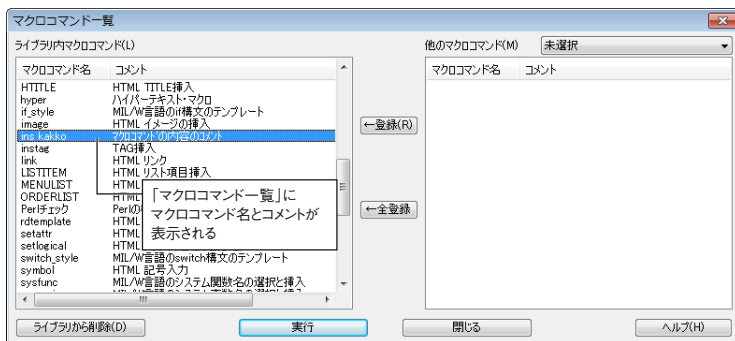 マクロコマンド一覧
ライブラリ内マクロコマンド(L)
他のマクロコマンド(M)
未選択
マクロコマンド名 コメント
マクロコマンド名 コメント
HTITLE HTML TITLE挿入
hyper ハイパーテキスト・マクロ
if_style MIL/W言語のif構文のテンプレート
image HTML イメージの挿入
ins kakko マクロコマンドの内容のコメント
instag TAG挿入
link HTML リンク
LISTITEM HTML リスト項目挿入
MENULIST HTML
ORDERLIST HTML
Perlチェック Perlの
rdtemplate HTML
setattr HTML
setlogical HTML
switch_style MIL/W言語のswitch構文のテンプレート
symbol HTML 記号入力
sysfunc MIL/W言語のシステム関数名の選択と挿入
「マクロコマンド一覧」に
マクロコマンド名とコメントが
表示される
←登録(R)
←全登録
ライブラリから削除(D)
実行
閉じる
ヘルプ(H)